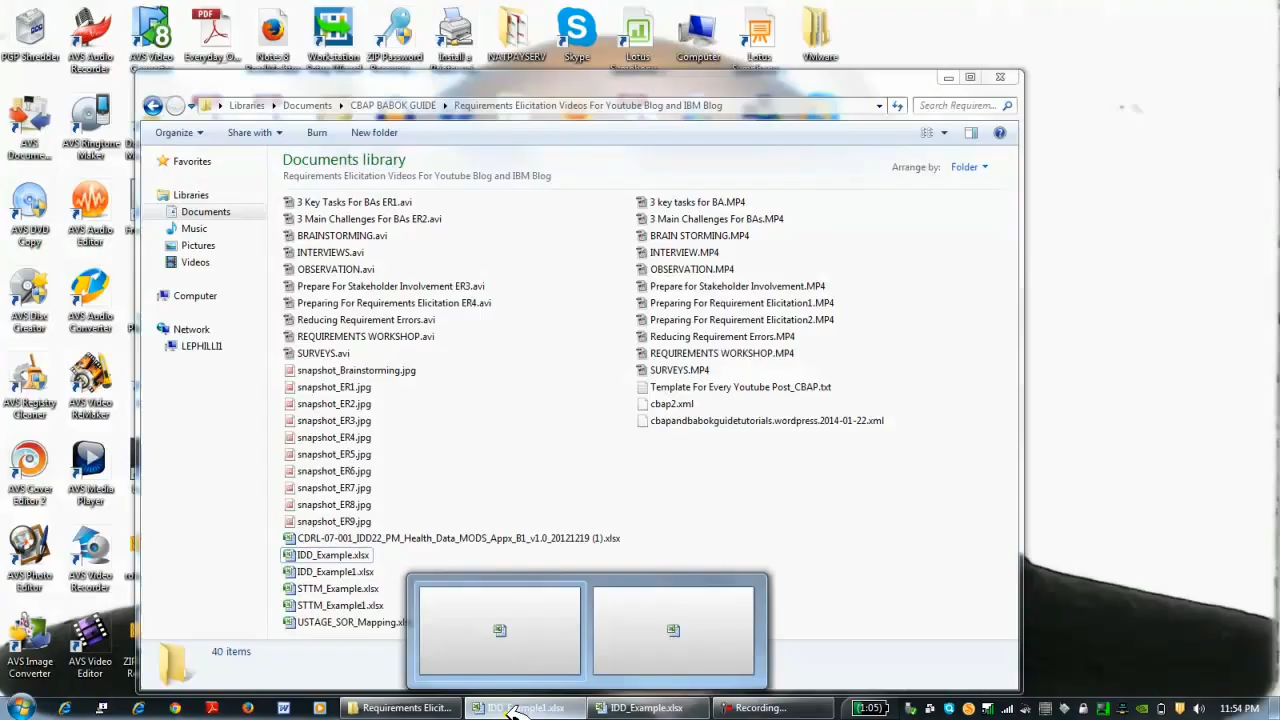 PGP Shredder
AVS Audio Recorder
AVS Video
Everyday_O...
Notes 8
Workstation
ZIP Password
Install a
NATPAYSERV
Skype
Lotus
Computer
Lotus
VMware
AVS Docume...
AVS Ringtone Maker
AVS DVD Copy
AVS Audio Editor
AVS Disc Creator
AVS Audio Converter
AVS Registry Cleaner
AVS Video ReMaker
AVS Cover Editor 2
AVS Media Player
AVS Photo Editor
AVS Video Recorder
AVS Image Converter
AVS Video Editor
Libraries
Documents
CBAP BABOK GUIDE
Requirements Elicitation Videos For Youtube Blog and IBM Blog
Search Requirem...
Organize
Share with
Burn
New folder
Favorites
Libraries
Documents
Music
Pictures
Videos
Computer
Network
LEPHILLI1
Documents library
Requirements Elicitation Videos For Youtube Blog and IBM Blog
Arrange by: Folder
3 Key Tasks For BAs ER1.avi
3 Main Challenges For BAs ER2.avi
BRAINSTORMING.avi
INTERVIEWS.avi
OBSERVATION.avi
Prepare For Stakeholder Involvement ER3.avi
Preparing For Requirements Elicitation ER4.avi
Reducing Requirement Errors.avi
REQUIREMENTS WORKSHOP.avi
SURVEYS.avi
snapshot_Brainstorming.jpg
snapshot_ER1.jpg
snapshot_ER2.jpg
snapshot_ER3.jpg
snapshot_ER4.jpg
snapshot_ER5.jpg
snapshot_ER6.jpg
snapshot_ER7.jpg
snapshot_ER8.jpg
snapshot_ER9.jpg
CDRL-07-001_IDD22_PM_Health_Data_MODS_Appx_B1_v1.0_20121219 (1).xlsx
IDD_Example.xlsx
IDD_Example1.xlsx
STTM_Example.xlsx
STTM_Example1.xlsx
USTAGE_SOR_Mapping.xls
3 key tasks for BA.MP4
3 Main Challenges For BAs.MP4
BRAIN STORMING.MP4
INTERVIEW.MP4
OBSERVATION.MP4
Prepare for Stakeholder Involvement.MP4
Preparing For Requirement Elicitation1.MP4
Preparing For Requirement Elicitation2.MP4
Reducing Requirement Errors.MP4
REQUIREMENTS WORKSHOP.MP4
SURVEYS.MP4
Template For Every Youtube Post_CBAP.txt
cbap2.xml
cbapandbabokguidetutorials.wordpress.2014-01-22.xml
40 items
Requirements Elicit...
IDD_Example1.xlsx
IDD_Example.xlsx
Recording...
(1:05)
11:54 PM